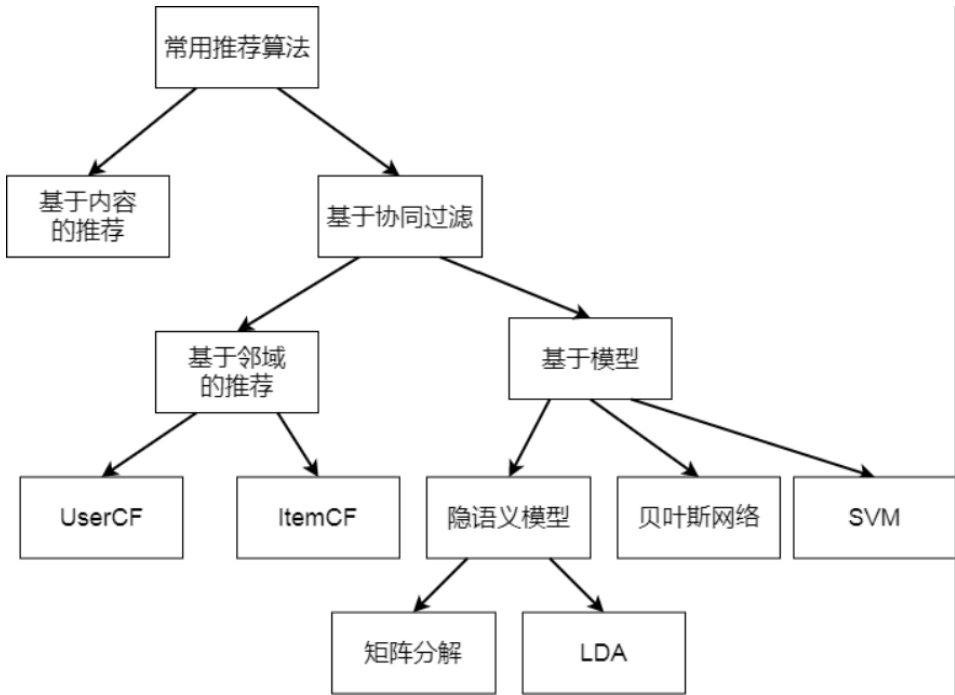 常用推荐算法
基于内容
的推荐
基于协同过滤
基于邻域
的推荐
基于模型
UserCF
ItemCF
隐语义模型
贝叶斯网络
SVM
矩阵分解
LDA